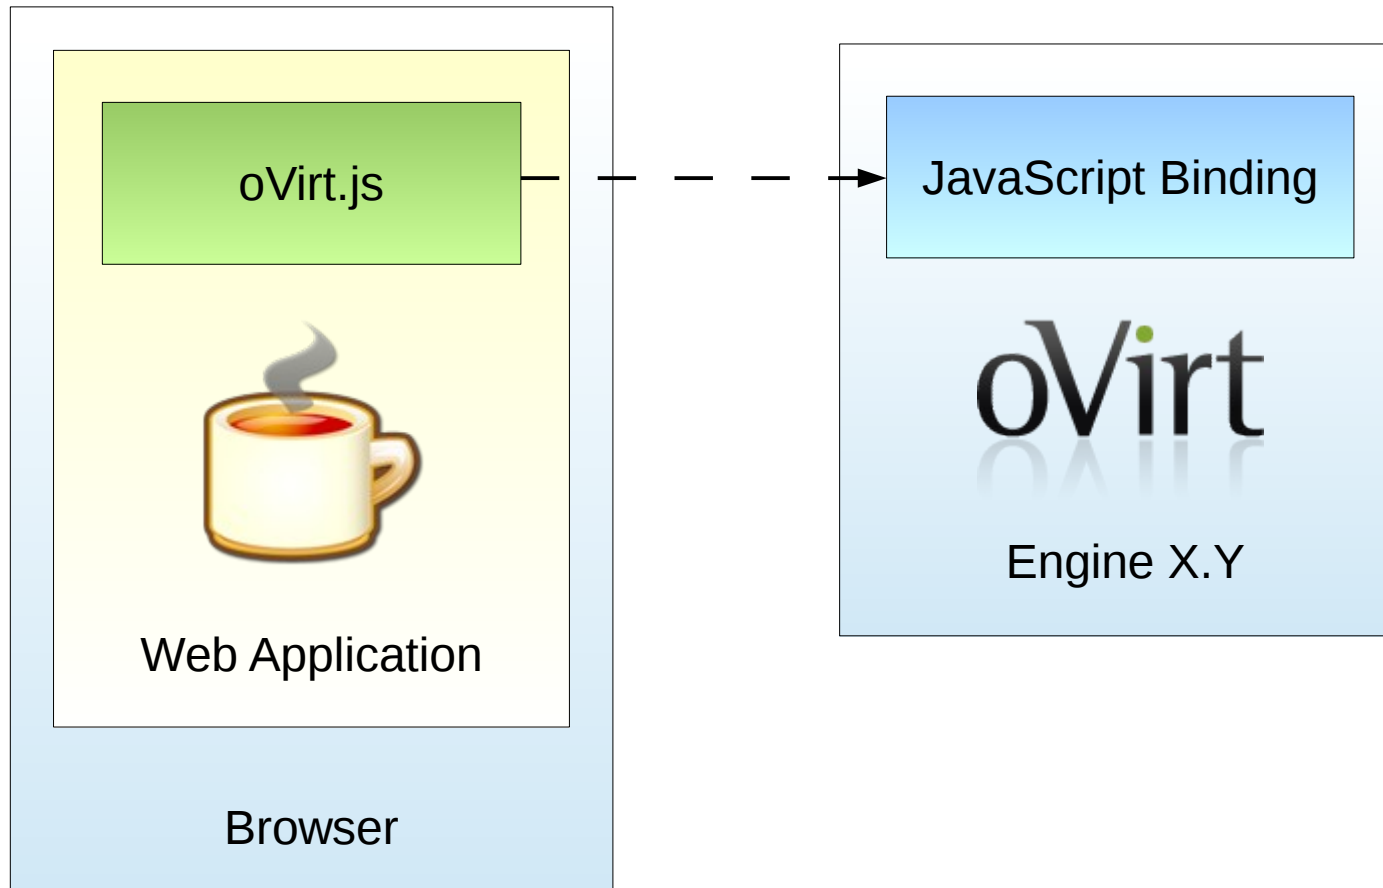 oVirt.js
JavaScript Binding
oVirt
Engine X.Y
Web Application
Browser